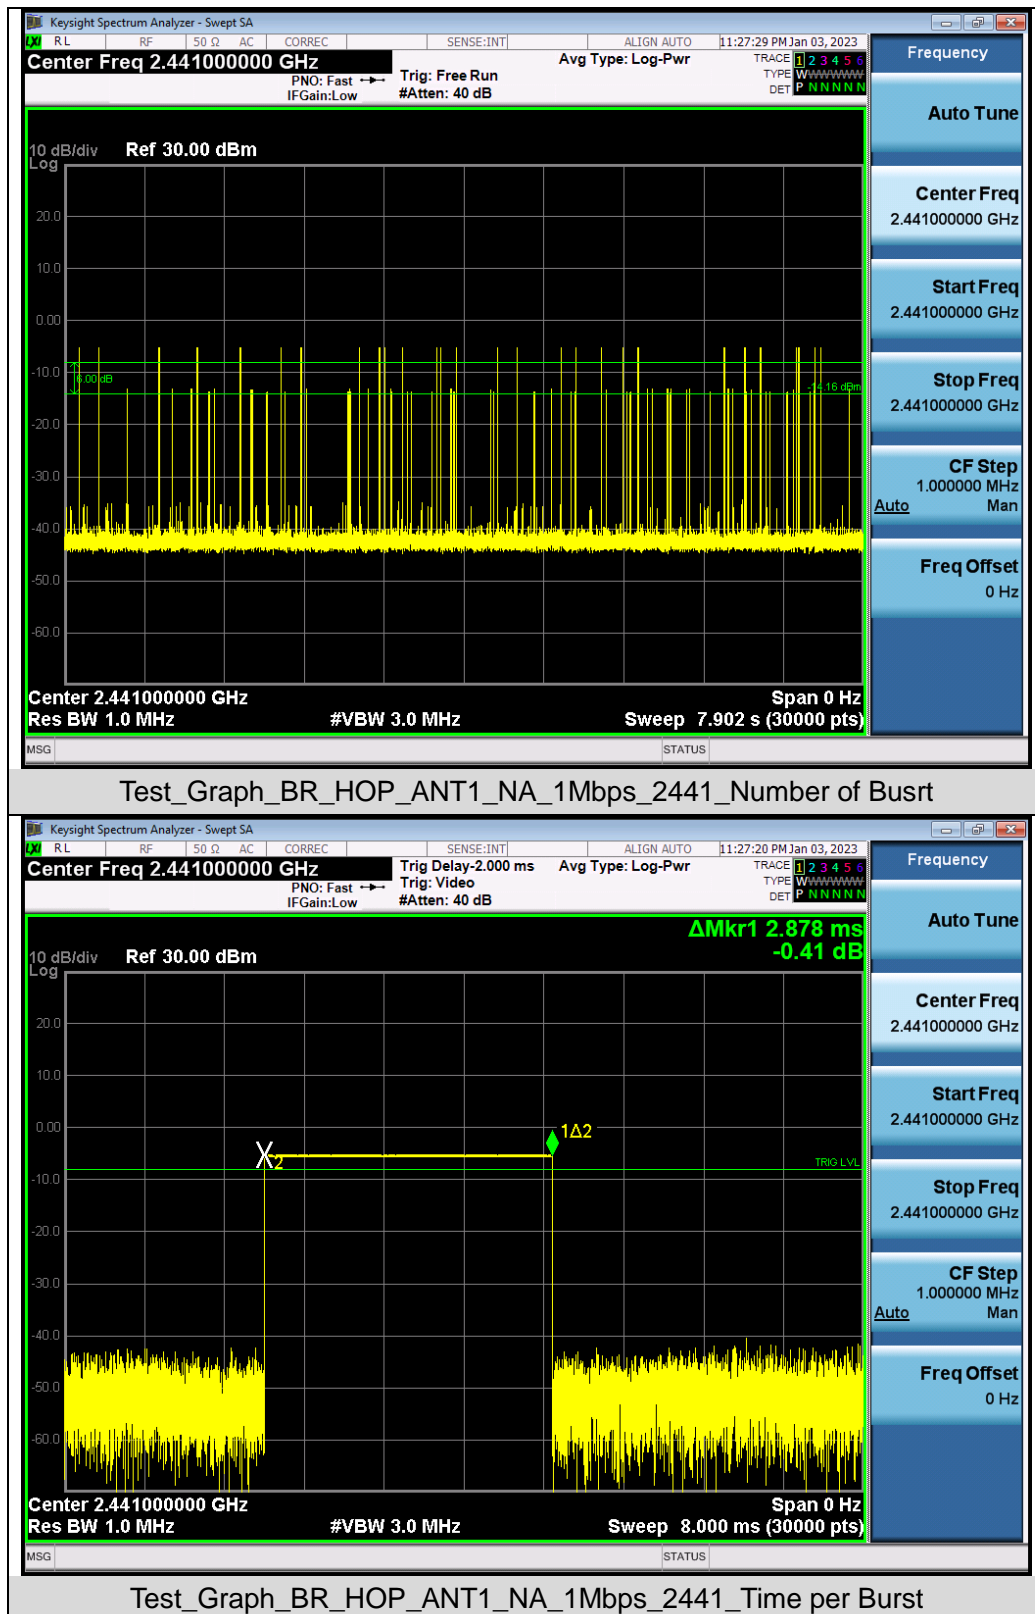 Keysight Spectrum Analyzer - Swept SA
LXI RL RF 50 Ω AC CORREC SENSE:INT ALIGN AUTO 11:27:29 PM Jan 03, 2023
Center Freq 2.441000000 GHz
PNO: Fast
IFGain:Low
Trig: Free Run
#Atten: 40 dB
Avg Type: Log-Pwr
TRACE 1 2 3 4 5 6
TYPE W
DET P N N N N N
Frequency
Auto Tune
Center Freq
2.441000000 GHz
Start Freq
2.441000000 GHz
Stop Freq
2.441000000 GHz
CF Step
1.000000 MHz
Auto Man
Freq Offset
0 Hz
10 dB/div Ref 30.00 dBm
Log
20.0
10.0
0.00
-10.0
6.00 dB
-14.16 dBm
-20.0
-30.0
-40.0
-50.0
-60.0
Center 2.441000000 GHz Span 0 Hz
Res BW 1.0 MHz #VBW 3.0 MHz Sweep 7.902 s (30000 pts)
MSG STATUS
Test_Graph_BR_HOP_ANT1_NA_1Mbps_2441_Number of Busrt
Keysight Spectrum Analyzer - Swept SA
LXI RL RF 50 Ω AC CORREC SENSE:INT ALIGN AUTO 11:27:20 PM Jan 03, 2023
Center Freq 2.441000000 GHz
PNO: Fast
IFGain:Low
Trig Delay-2.000 ms
Trig: Video
#Atten: 40 dB
Avg Type: Log-Pwr
TRACE 1 2 3 4 5 6
TYPE W
DET P N N N N N
Frequency
Auto Tune
Center Freq
2.441000000 GHz
Start Freq
2.441000000 GHz
Stop Freq
2.441000000 GHz
CF Step
1.000000 MHz
Auto Man
Freq Offset
0 Hz
ΔMkr1 2.878 ms
-0.41 dB
10 dB/div Ref 30.00 dBm
Log
20.0
10.0
0.00
1Δ2
X2
TRIG LVL
-10.0
-20.0
-30.0
-40.0
-50.0
-60.0
Center 2.441000000 GHz Span 0 Hz
Res BW 1.0 MHz #VBW 3.0 MHz Sweep 8.000 ms (30000 pts)
MSG STATUS
Test_Graph_BR_HOP_ANT1_NA_1Mbps_2441_Time per Burst